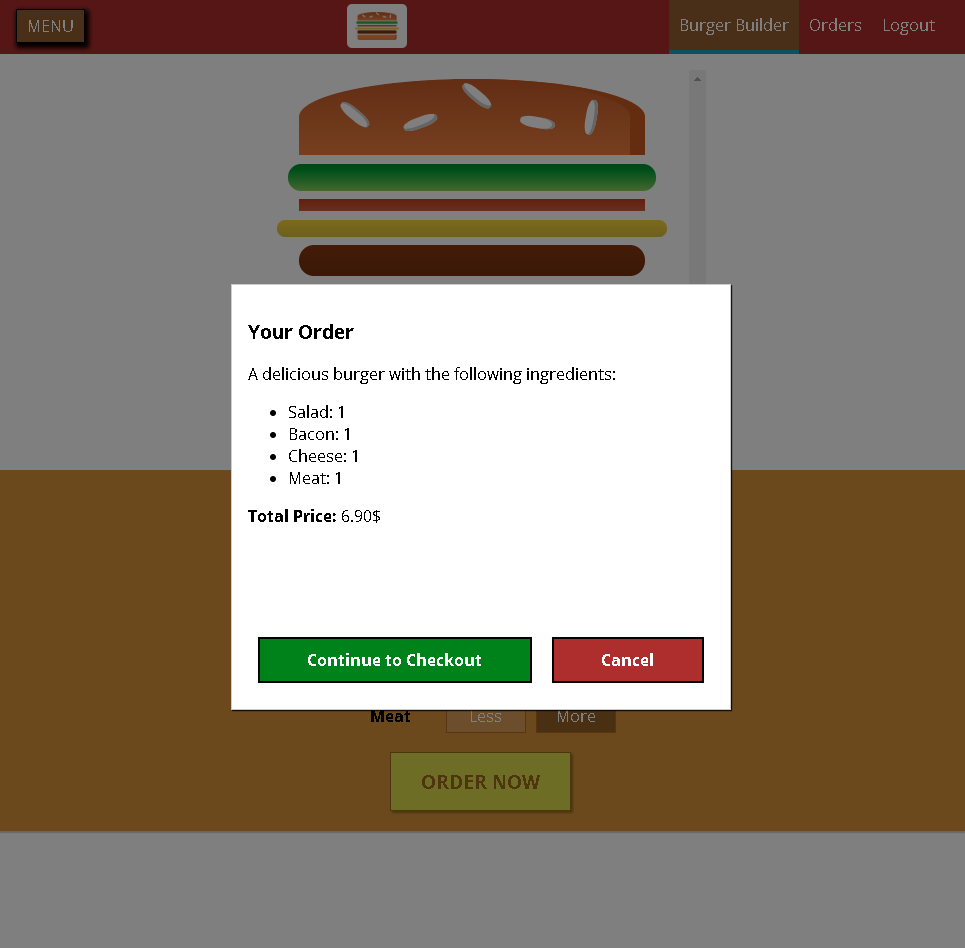 MENU
Burger Builder Orders Logout
Your Order
A delicious burger with the following ingredients:
Salad: 1
Bacon: 1
Cheese: 1
Meat: 1
Total Price: 6.90$
Continue to Checkout Cancel
Meat Less More
ORDER NOW